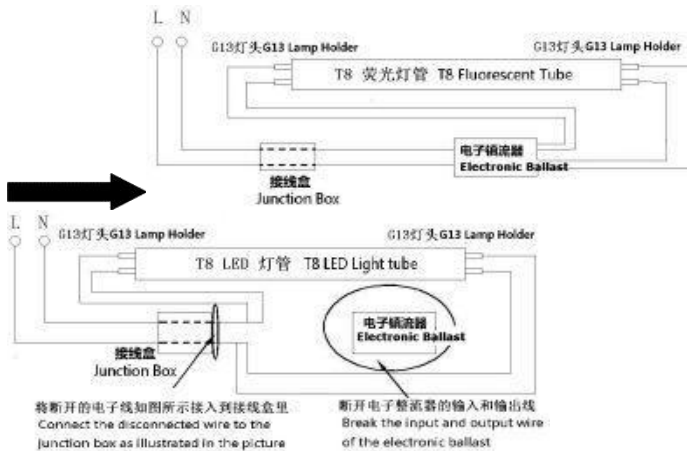 L N
G13灯头G13 Lamp Holder
G13灯头G13 Lamp Holder
T8 荧光灯管 T8 Fluorescent Tube
电子镇流器
Electronic Ballast
接线盒
Junction Box
L N
G13灯头G13 Lamp Holder
G13灯头G13 Lamp Holder
T8 LED 灯管 T8 LED Light tube
电子镇流器
Electronic Ballast
接线盒
Junction Box
将断开的电子线如图所示接入到接线盒里
Connect the disconnected wire to the
junction box as illustrated in the picture
断开电子整流器的输入和输出线
Break the input and output wire
of the electronic ballast